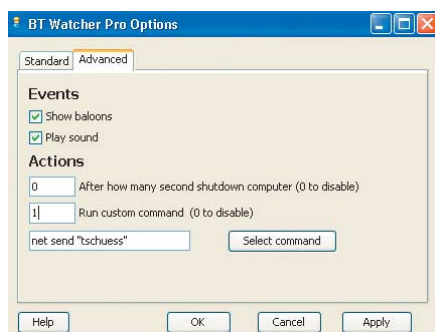 BT Watcher Pro Options
Standard Advanced
Events
Show baloons
Play sound
Actions
0 After how many second shutdown computer (0 to disable)
1 Run custom command (0 to disable)
net send "tschuess" Select command
Help OK Cancel Apply